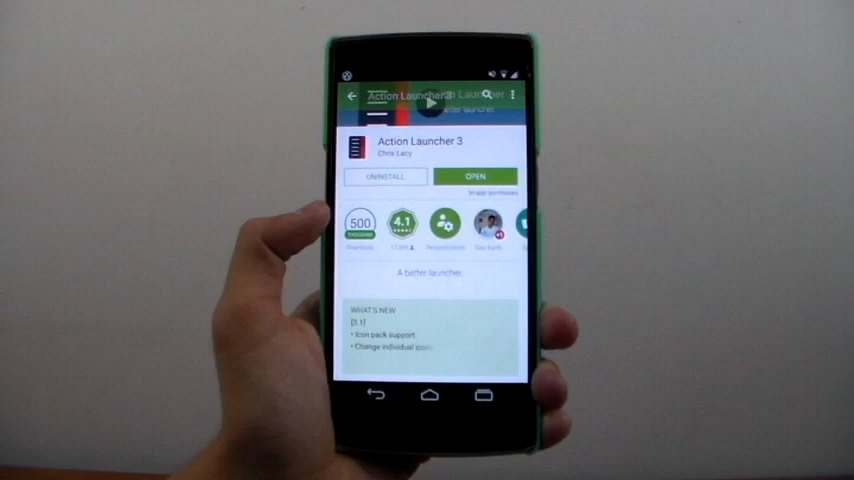 Action Launcher 3
Action Launcher 3
Chris Lacy
UNINSTALL
OPEN
In-app purchases
500
4.1
A better launcher.
WHAT'S NEW
[3.1]
• Icon pack support
• Change individual icons